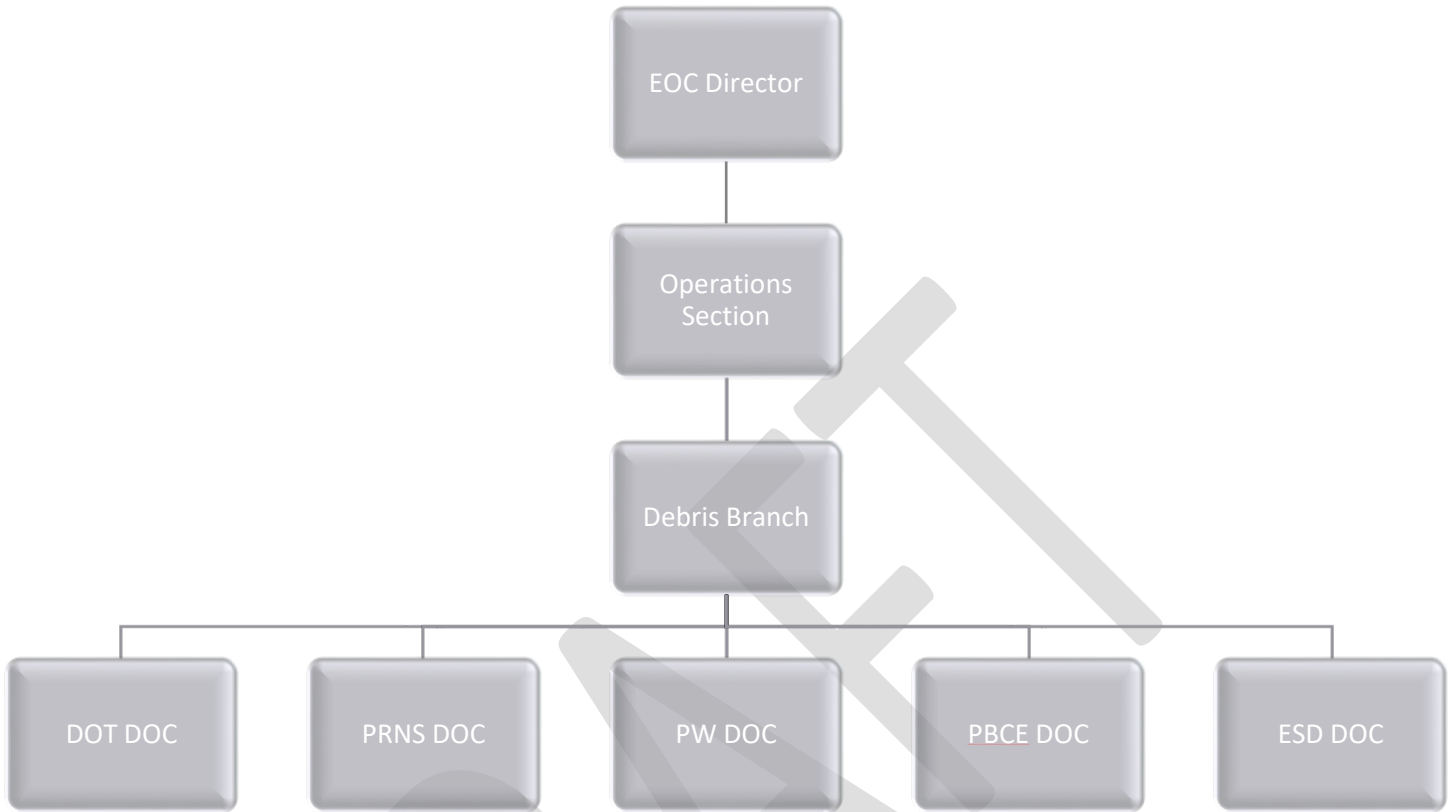 EOC Director
Operations
Section
Debris Branch
DOT DOC
PRNS DOC
PW DOC
PBCE DOC
ESD DOC